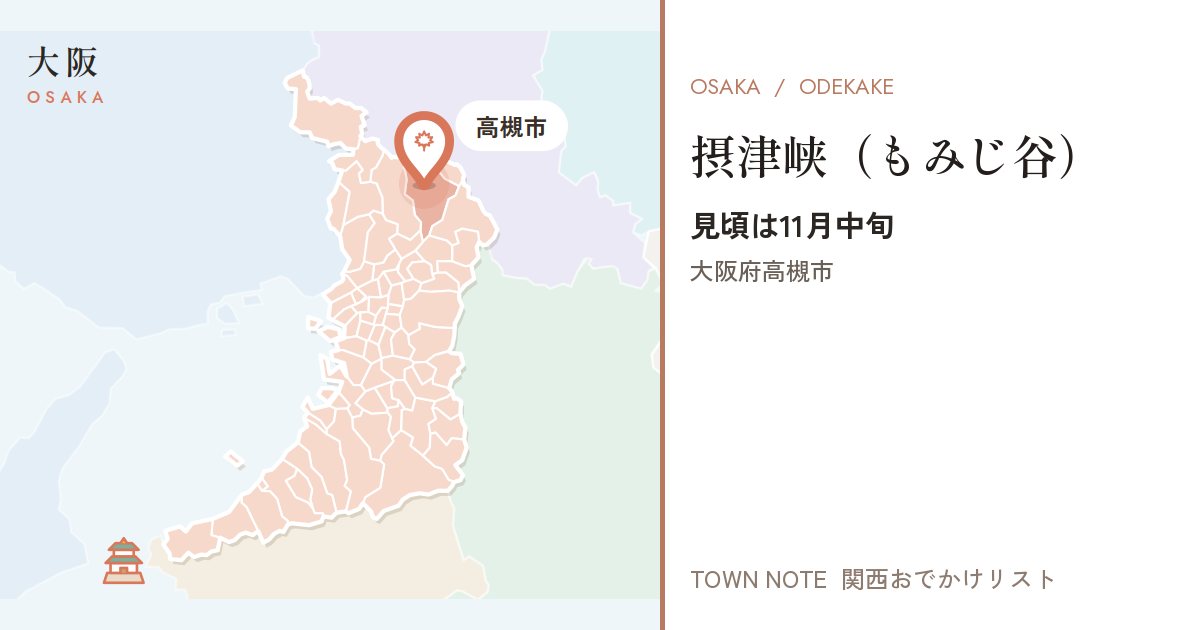 大阪
OSAKA
高槻市
OSAKA / ODEKAKE
摂津峡（もみじ谷）
見頃は11月中旬
大阪府高槻市
TOWN NOTE 関西おでかけリスト